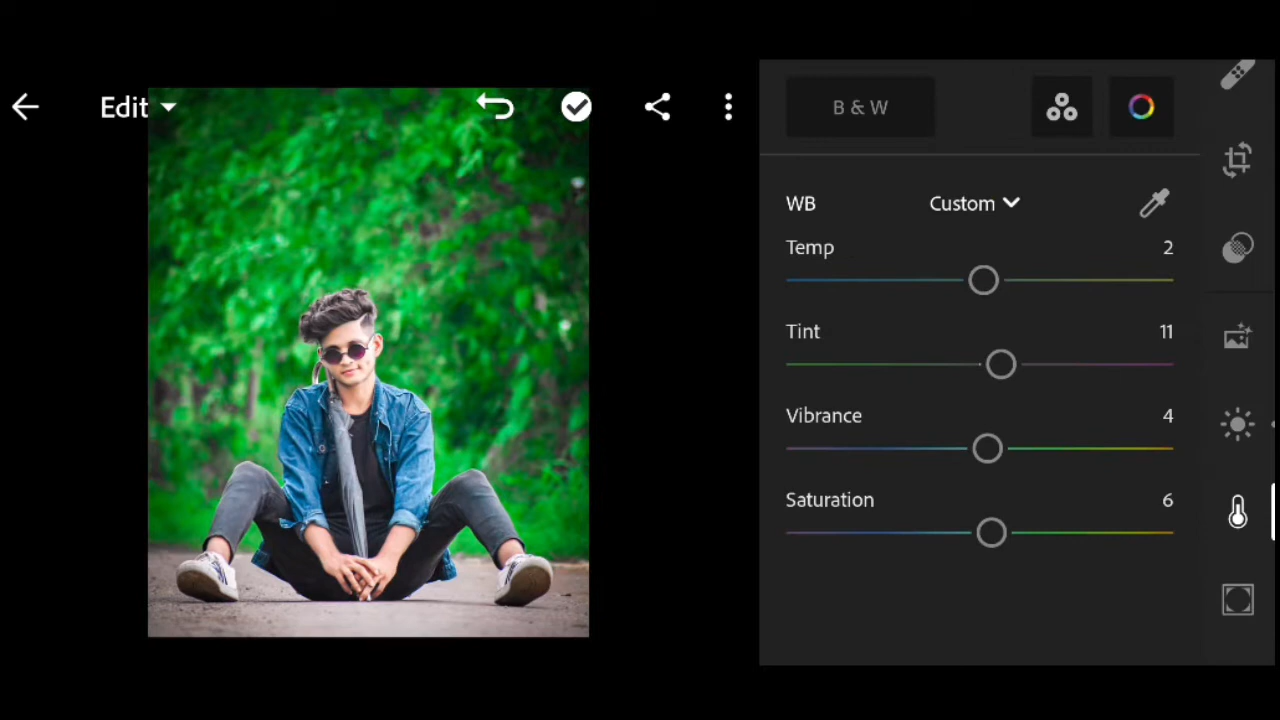 Edit
B & W
WB Custom
Temp 2
Tint 11
Vibrance 4
Saturation 6